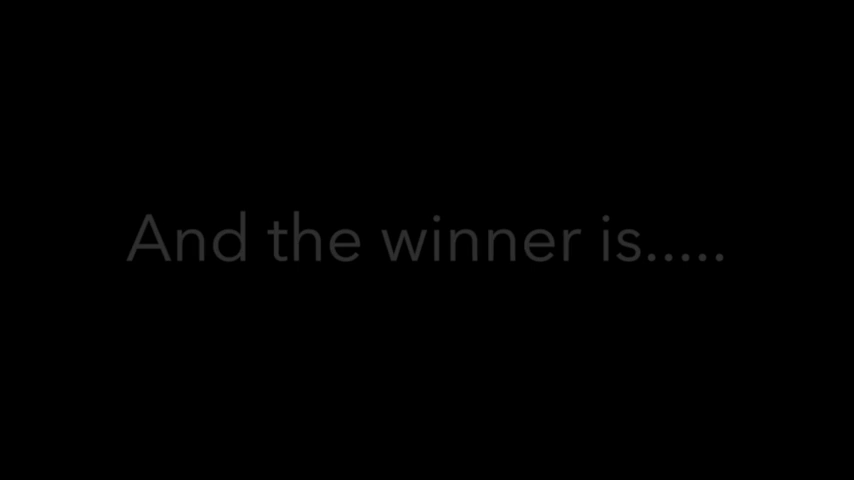 And the winner is.....